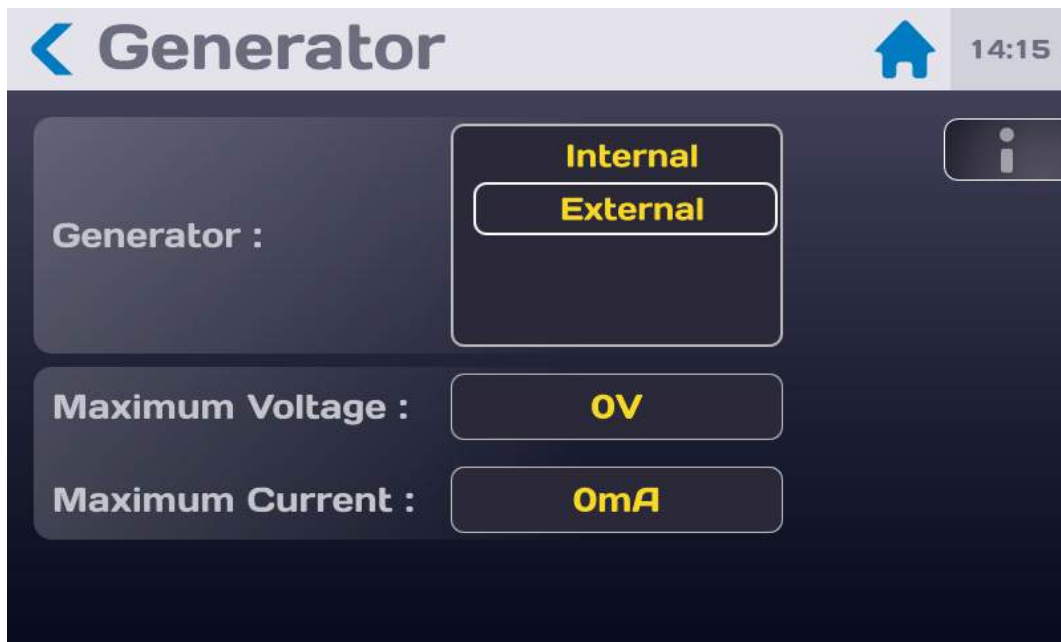 Generator
14:15
Generator :
Internal
External
Maximum Voltage :
0V
Maximum Current :
0mA